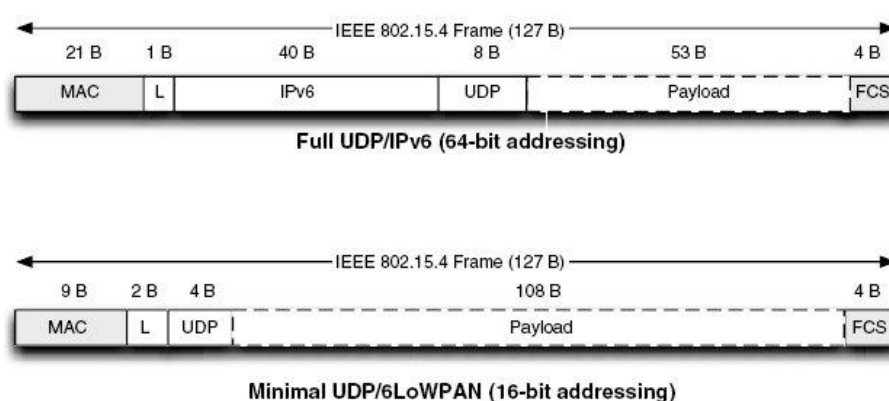 IEEE 802.15.4 Frame (127 B)
21 B 1 B 40 B 8 B 53 B 4 B
MAC L IPv6 UDP Payload FCS
Full UDP/IPv6 (64-bit addressing)
IEEE 802.15.4 Frame (127 B)
9 B 2 B 4 B 108 B 4 B
MAC L UDP Payload FCS
Minimal UDP/6LoWPAN (16-bit addressing)